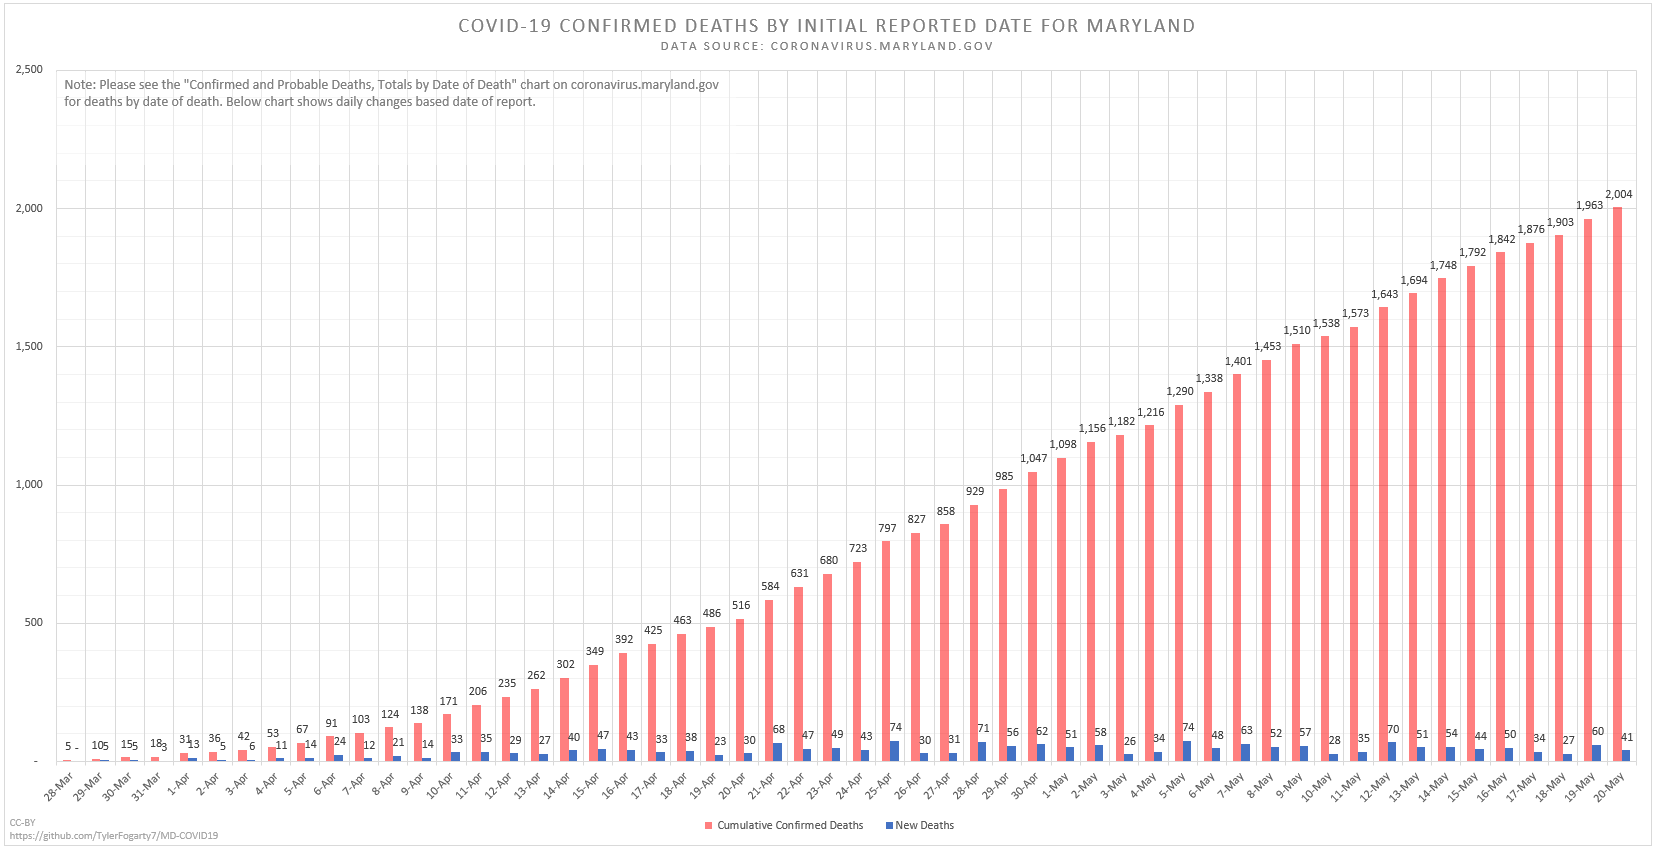 COVID-19 CONFIRMED DEATHS BY INITIAL REPORTED DATE FOR MARYLAND
DATA SOURCE: CORONAVIRUS.MARYLAND.GOV
Note: Please see the "Confirmed and Probable Deaths, Totals by Date of Death" chart on coronavirus.maryland.gov
for deaths by date of death. Below chart shows daily changes based date of report.
2,500
2,000
1,500
1,000
500
-
5 10 15 18 31 36 42 53 67 91 103 124 138 171 206 235 262 302 349 392 425 463 486 516 584 631 680 723 797 827 858 929 985 1,047 1,098 1,156 1,182 1,216 1,290 1,338 1,401 1,453 1,510 1,538 1,573 1,643 1,694 1,748 1,792 1,842 1,876 1,903 1,963 2,004
- 5 5 3 13 5 6 11 14 24 12 21 14 33 35 29 27 40 47 43 33 38 23 30 68 47 49 43 74 30 31 71 56 62 51 58 26 34 74 48 63 52 57 28 35 70 51 54 44 50 34 27 60 41
28-Mar 29-Mar 30-Mar 31-Mar 1-Apr 2-Apr 3-Apr 4-Apr 5-Apr 6-Apr 7-Apr 8-Apr 9-Apr 10-Apr 11-Apr 12-Apr 13-Apr 14-Apr 15-Apr 16-Apr 17-Apr 18-Apr 19-Apr 20-Apr 21-Apr 22-Apr 23-Apr 24-Apr 25-Apr 26-Apr 27-Apr 28-Apr 29-Apr 30-Apr 1-May 2-May 3-May 4-May 5-May 6-May 7-May 8-May 9-May 10-May 11-May 12-May 13-May 14-May 15-May 16-May 17-May 18-May 19-May 20-May
Cumulative Confirmed Deaths New Deaths
CC-BY
https://github.com/TylerFogarty7/MD-COVID19